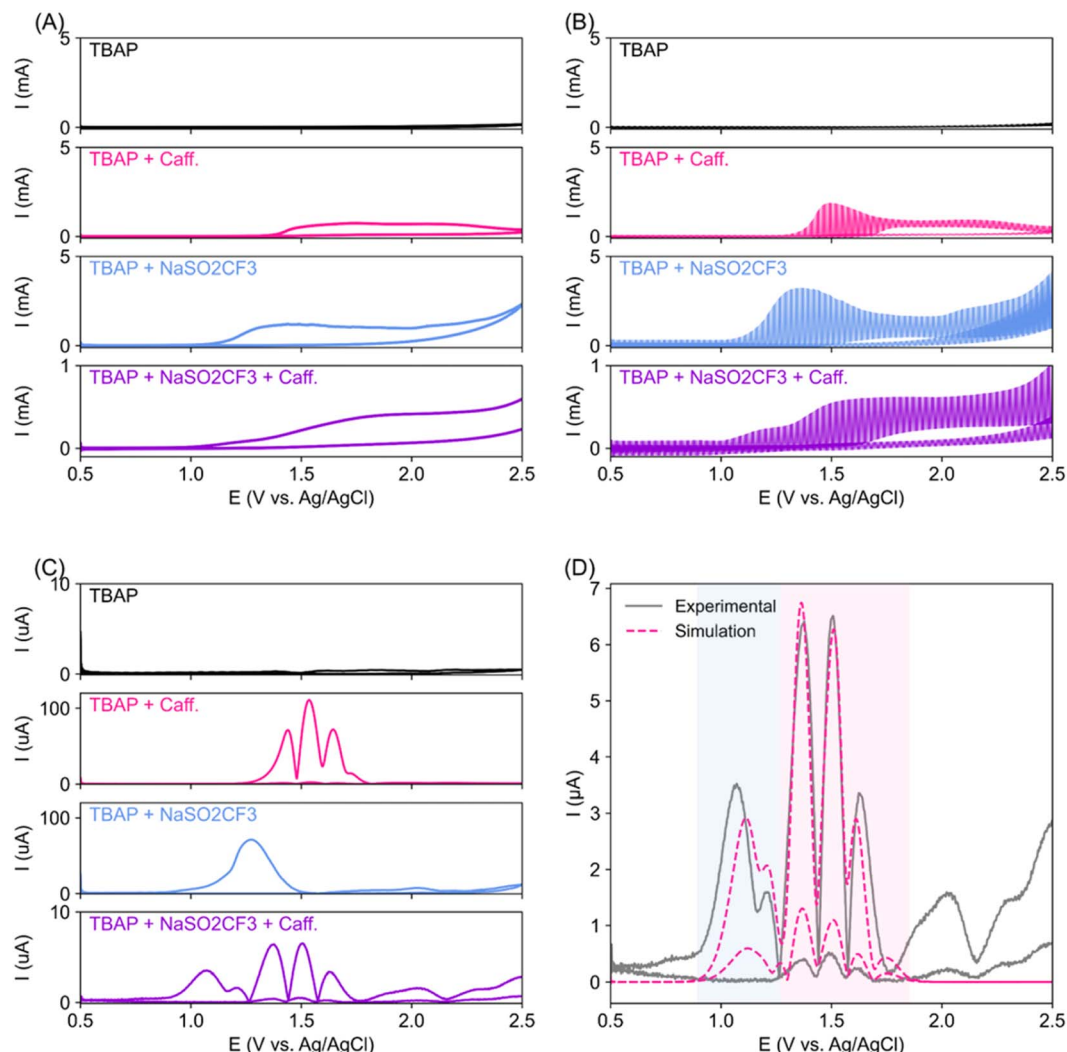 (A)
5
TBAP
I (mA)
0
5
TBAP + Caff.
I (mA)
0
5
TBAP + NaSO2CF3
I (mA)
0
1
TBAP + NaSO2CF3 + Caff.
I (mA)
0
0.5 1.0 1.5 2.0 2.5
E (V vs. Ag/AgCl)
(B)
5
TBAP
I (mA)
0
5
TBAP + Caff.
I (mA)
0
5
TBAP + NaSO2CF3
I (mA)
0
1
TBAP + NaSO2CF3 + Caff.
I (mA)
0
0.5 1.0 1.5 2.0 2.5
E (V vs. Ag/AgCl)
(C)
10
TBAP
I (uA)
0
100
TBAP + Caff.
I (uA)
0
100
TBAP + NaSO2CF3
I (uA)
0
10
TBAP + NaSO2CF3 + Caff.
I (uA)
0
0.5 1.0 1.5 2.0 2.5
E (V vs. Ag/AgCl)
(D)
7
6
5
4
3
2
1
0
I (µA)
Experimental
Simulation
0.5 1.0 1.5 2.0 2.5
E (V vs. Ag/AgCl)